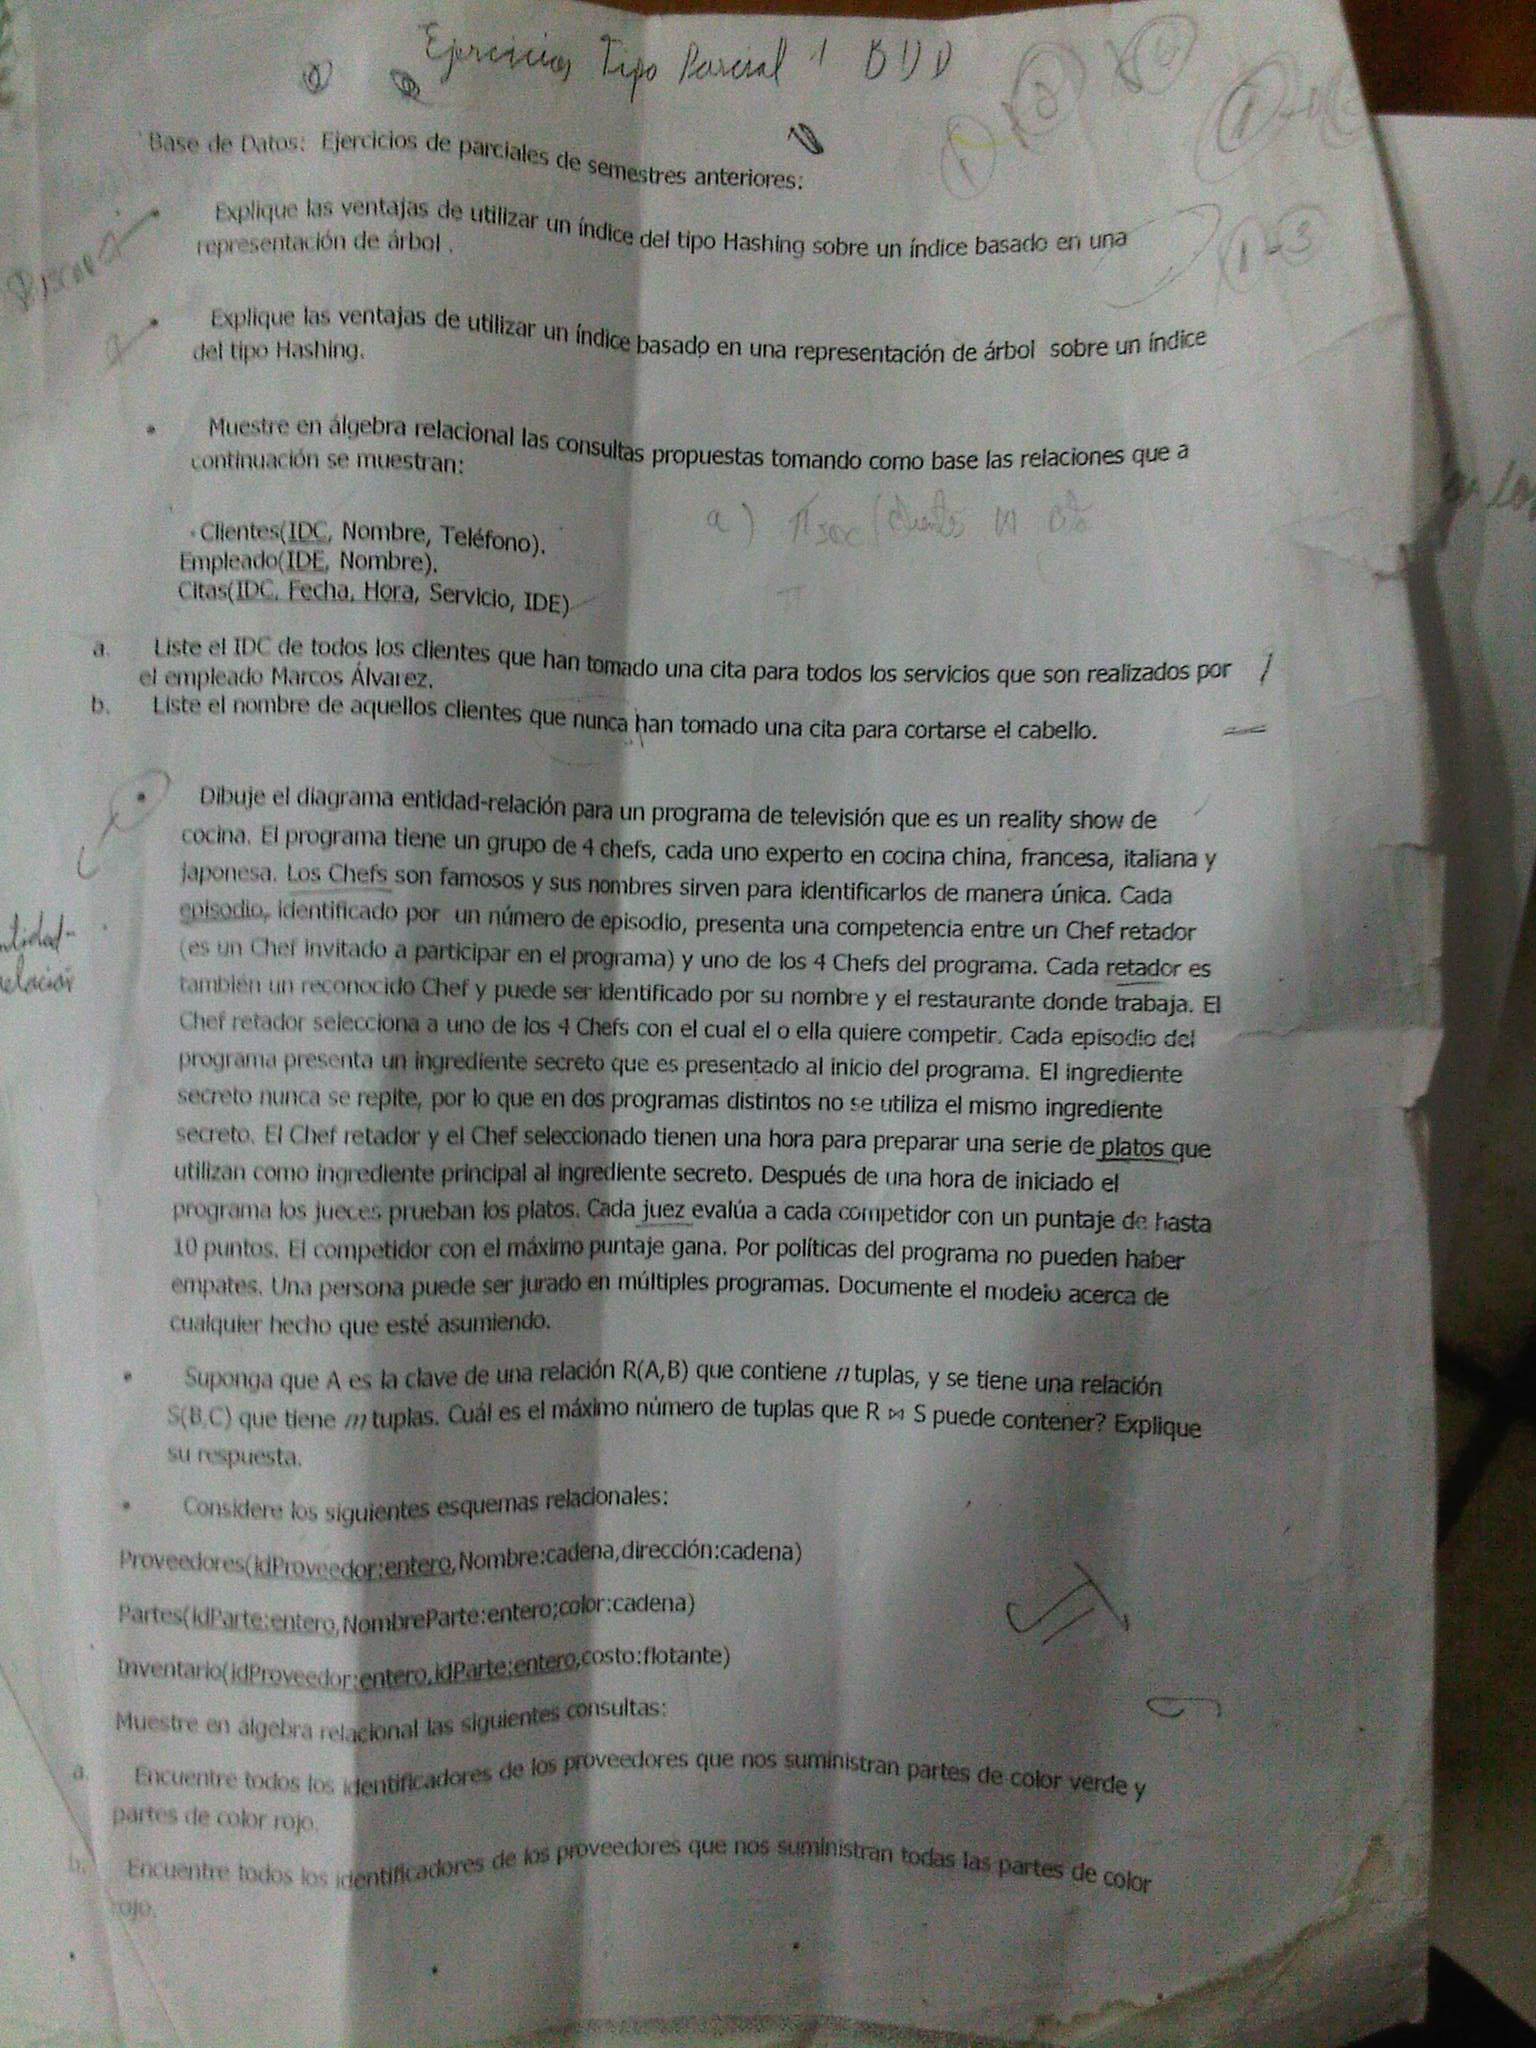 Ejercicios Tipo Parcial 1 BDD
Base de Datos: Ejercicios de parciales de semestres anteriores:
Explique las ventajas de utilizar un índice del tipo Hashing sobre un índice basado en una
representación de árbol .
Explique las ventajas de utilizar un índice basado en una representación de árbol sobre un índice
del tipo Hashing.
Muestre en álgebra relacional las consultas propuestas tomando como base las relaciones que a
continuación se muestran:
Clientes(IDC, Nombre, Teléfono).
Empleado(IDE, Nombre).
Citas(IDC, Fecha, Hora, Servicio, IDE)
a. Liste el IDC de todos los clientes que han tomado una cita para todos los servicios que son realizados por
el empleado Marcos Álvarez.
b. Liste el nombre de aquellos clientes que nunca han tomado una cita para cortarse el cabello.
Dibuje el diagrama entidad-relación para un programa de televisión que es un reality show de
cocina. El programa tiene un grupo de 4 chefs, cada uno experto en cocina china, francesa, italiana y
japonesa. Los Chefs son famosos y sus nombres sirven para identificarlos de manera única. Cada
episodio, identificado por un número de episodio, presenta una competencia entre un Chef retador
(es un Chef invitado a participar en el programa) y uno de los 4 Chefs del programa. Cada retador es
también un reconocido Chef y puede ser identificado por su nombre y el restaurante donde trabaja. El
Chef retador selecciona a uno de los 4 Chefs con el cual el o ella quiere competir. Cada episodio del
programa presenta un ingrediente secreto que es presentado al inicio del programa. El ingrediente
secreto nunca se repite, por lo que en dos programas distintos no se utiliza el mismo ingrediente
secreto. El Chef retador y el Chef seleccionado tienen una hora para preparar una serie de platos que
utilizan como ingrediente principal al ingrediente secreto. Después de una hora de iniciado el
programa los jueces prueban los platos. Cada juez evalúa a cada competidor con un puntaje de hasta
10 puntos. El competidor con el máximo puntaje gana. Por políticas del programa no pueden haber
empates. Una persona puede ser jurado en múltiples programas. Documente el modelo acerca de
cualquier hecho que esté asumiendo.
Suponga que A es la clave de una relación R(A,B) que contiene n tuplas, y se tiene una relación
S(B,C) que tiene m tuplas. Cuál es el máximo número de tuplas que R ⋈ S puede contener? Explique
su respuesta.
Considere los siguientes esquemas relacionales:
Proveedores(idProveedor:entero,Nombre:cadena,dirección:cadena)
Partes(idParte:entero,NombreParte:entero;color:cadena)
Inventario(idProveedor:entero,idParte:entero,costo:flotante)
Muestre en álgebra relacional las siguientes consultas:
a. Encuentre todos los identificadores de los proveedores que nos suministran partes de color verde y
partes de color rojo.
b. Encuentre todos los identificadores de los proveedores que nos suministran todas las partes de color
rojo.